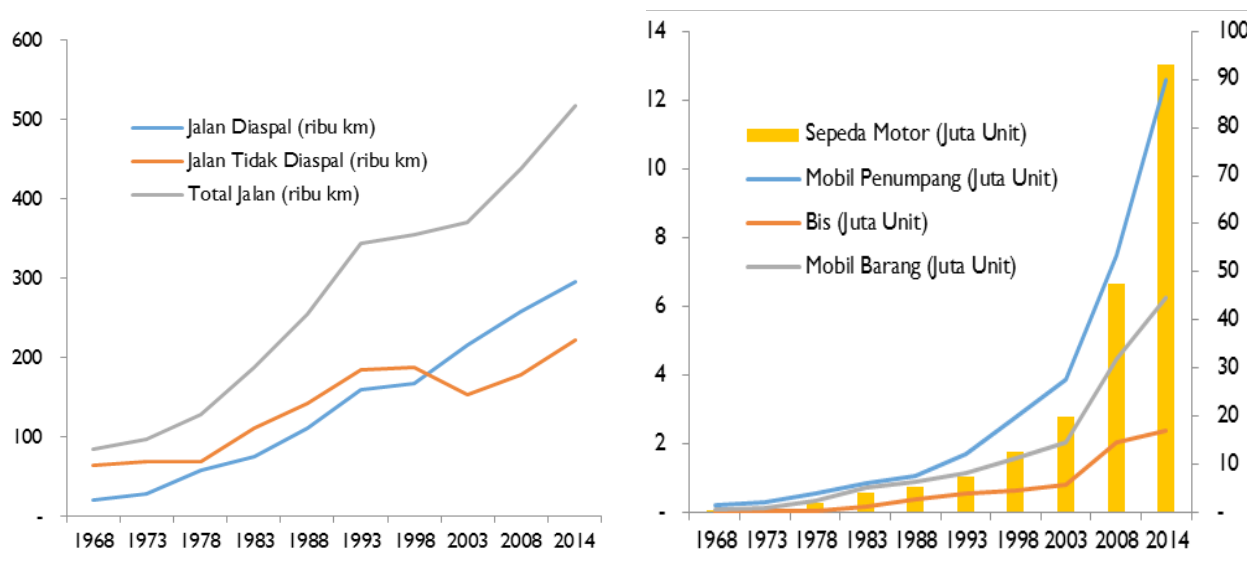 600
500
400
300
200
100
-
Jalan Diaspal (ribu km)
Jalan Tidak Diaspal (ribu km)
Total Jalan (ribu km)
1968 1973 1978 1983 1988 1993 1998 2003 2008 2014
14
12
10
8
6
4
2
-
Sepeda Motor (Juta Unit)
Mobil Penumpang (Juta Unit)
Bis (Juta Unit)
Mobil Barang (Juta Unit)
100
90
80
70
60
50
40
30
20
10
-
1968 1973 1978 1983 1988 1993 1998 2003 2008 2014